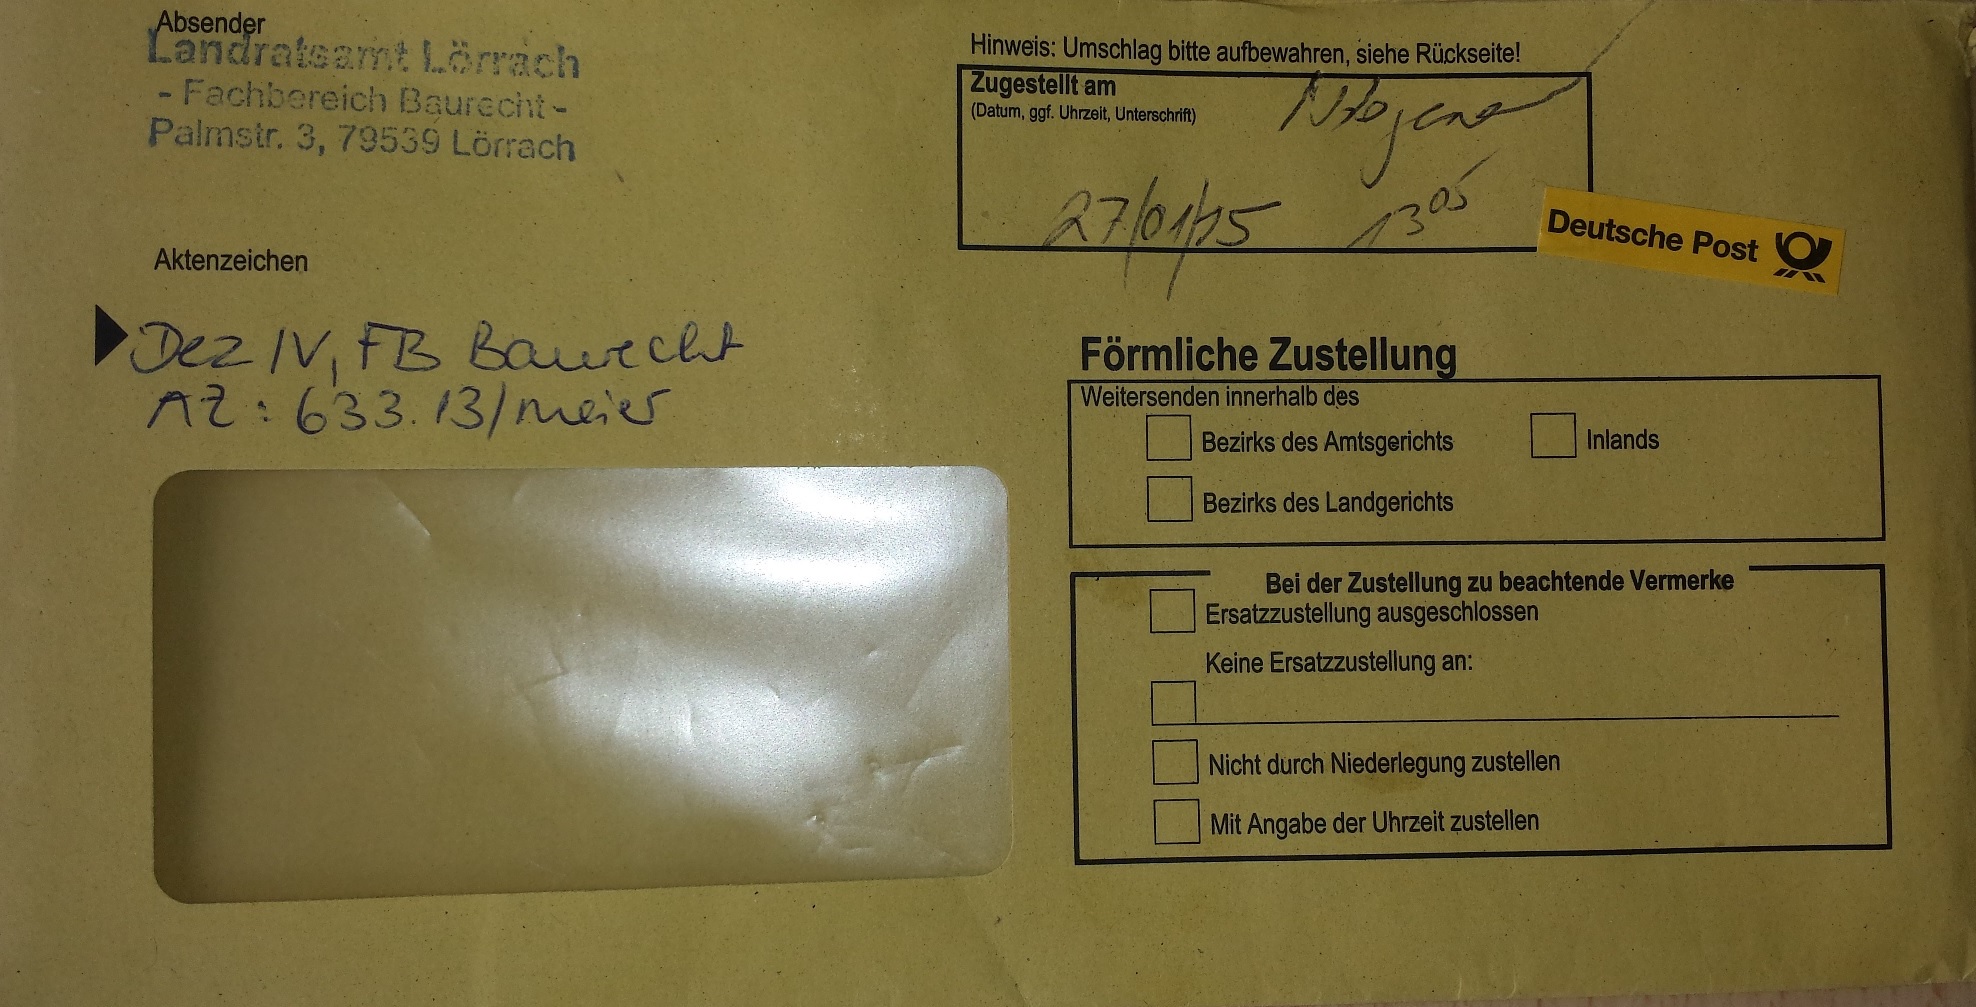 Absender
Landratsamt Lörrach
- Fachbereich Baurecht -
Palmstr. 3, 79539 Lörrach
Aktenzeichen
Dez IV, FB Baurecht
AZ: 633.13/meier
Hinweis: Umschlag bitte aufbewahren, siehe Rückseite!
Zugestellt am
(Datum, ggf. Uhrzeit, Unterschrift)
27/01/15 13 05
Deutsche Post
Förmliche Zustellung
Weitersenden innerhalb des
Bezirks des Amtsgerichts Inlands
Bezirks des Landgerichts
Bei der Zustellung zu beachtende Vermerke
Ersatzzustellung ausgeschlossen
Keine Ersatzzustellung an:
Nicht durch Niederlegung zustellen
Mit Angabe der Uhrzeit zustellen